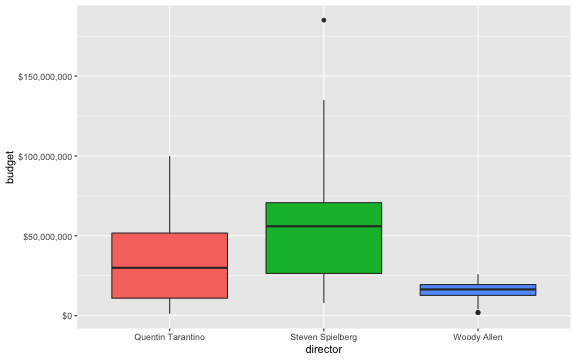 budget
$150,000,000
$100,000,000
$50,000,000
$0
Quentin Tarantino
Steven Spielberg
Woody Allen
director